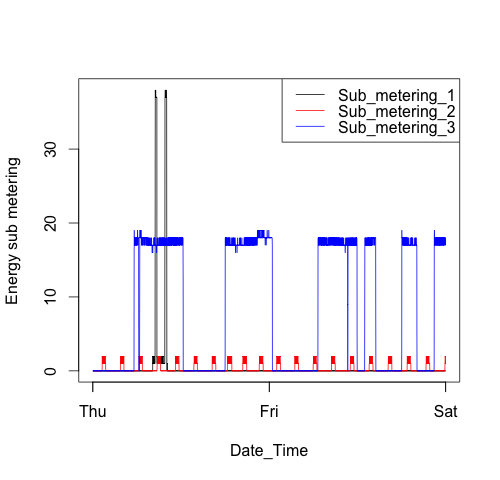 Sub_metering_1
Sub_metering_2
Sub_metering_3
Energy sub metering
30
20
10
0
Thu Fri Sat
Date_Time